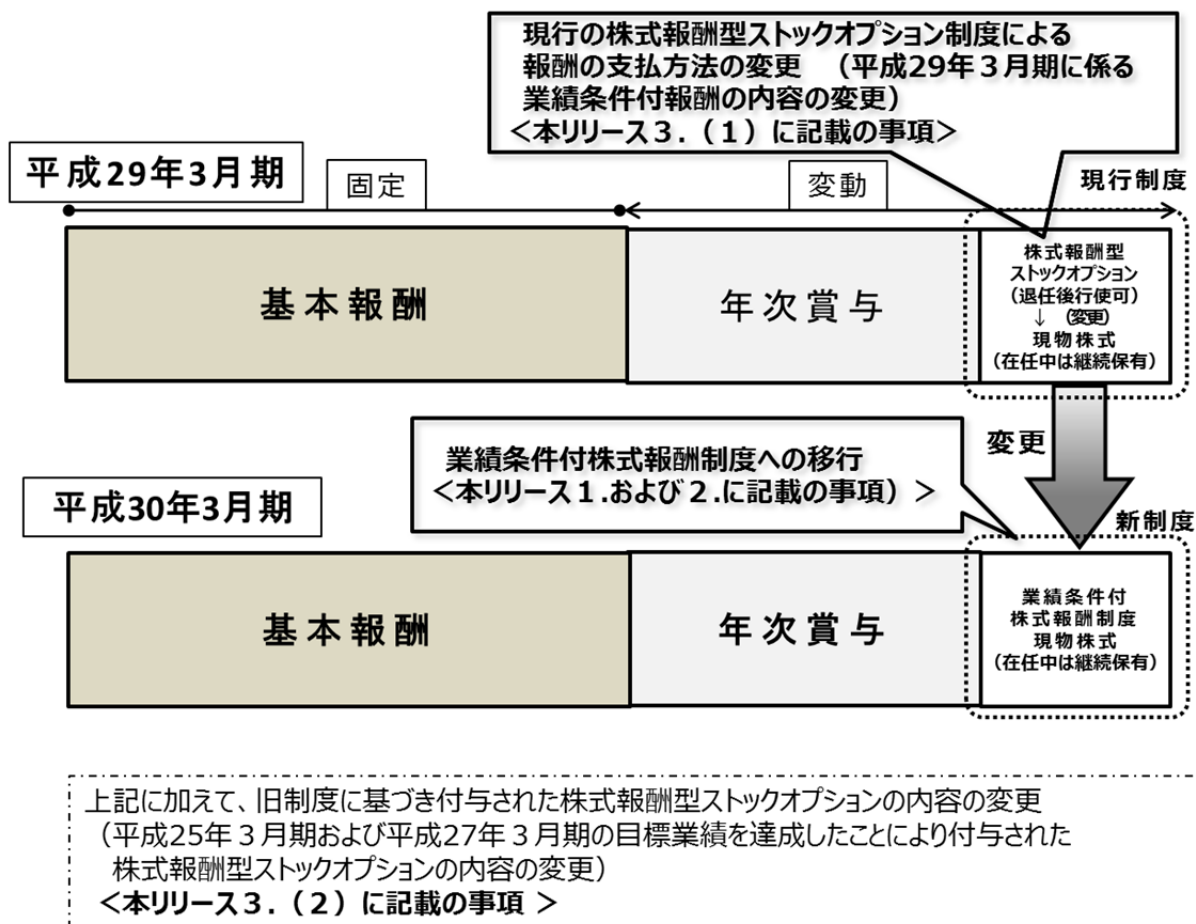 現行の株式報酬型ストックオプション制度による
報酬の支払方法の変更　（平成29年３月期に係る
業績条件付報酬の内容の変更）
＜本リリース３．（１）に記載の事項＞
平成29年3月期
固定
変動
現行制度
基本報酬
年次賞与
株式報酬型
ストックオプション
（退任後行使可）
↓　（変更）
現物株式
（在任中は継続保有）
変更
業績条件付株式報酬制度への移行
＜本リリース１.および２.に記載の事項）＞
平成30年3月期
新制度
基本報酬
年次賞与
業績条件付
株式報酬制度
現物株式
（在任中は継続保有）
上記に加えて、旧制度に基づき付与された株式報酬型ストックオプションの内容の変更
（平成25年３月期および平成27年３月期の目標業績を達成したことにより付与された
株式報酬型ストックオプションの内容の変更）
＜本リリース３．（２）に記載の事項 ＞